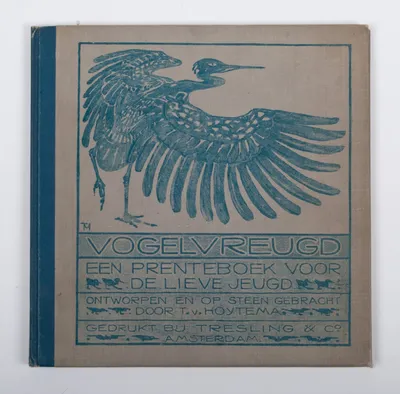 TH
VOGELVREUGD
EEN PRENTEBOEK VOOR
DE LIEVE JEUGD
ONTWORPEN EN OP STEEN GEBRACHT
DOOR T. v. HOYTEMA
GEDRUKT BIJ TRESLING & Co.
AMSTERDAM